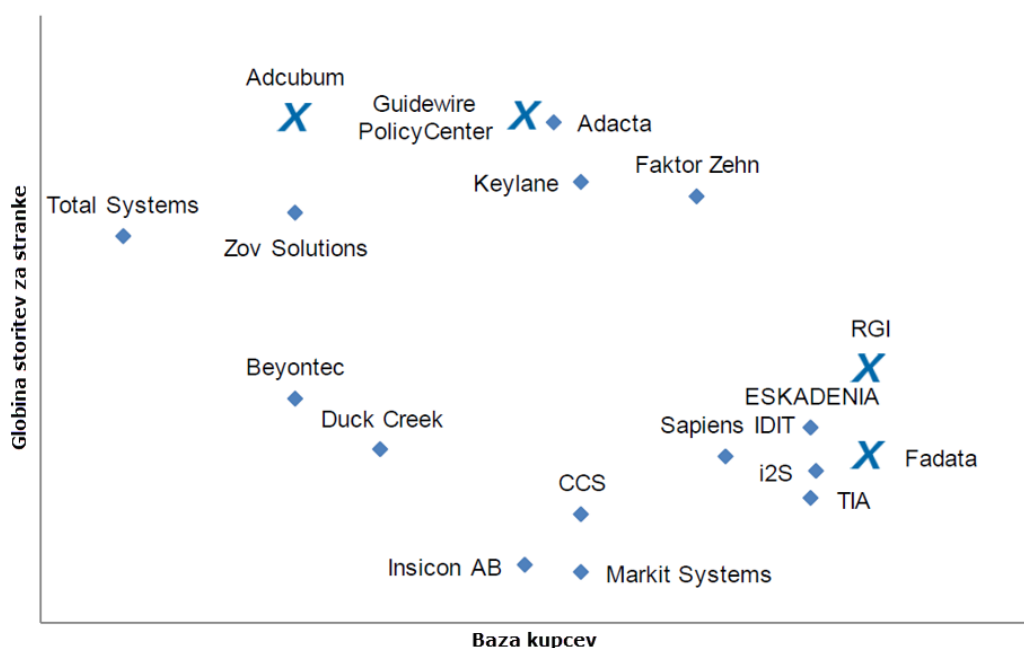 Adcubum
Guidewire
PolicyCenter
Adacta
Faktor Zehn
Keylane
Total Systems
Zov Solutions
Globina storitev za stranke
RGI
Beyontec
ESKADENIA
Duck Creek
Sapiens IDIT
Fadata
i2S
CCS
TIA
Insicon AB
Markit Systems
Baza kupcev